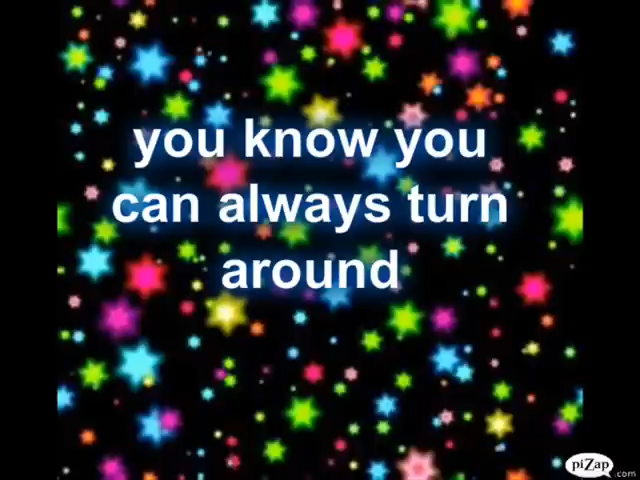 you know you
can always turn
around
piZap
.com